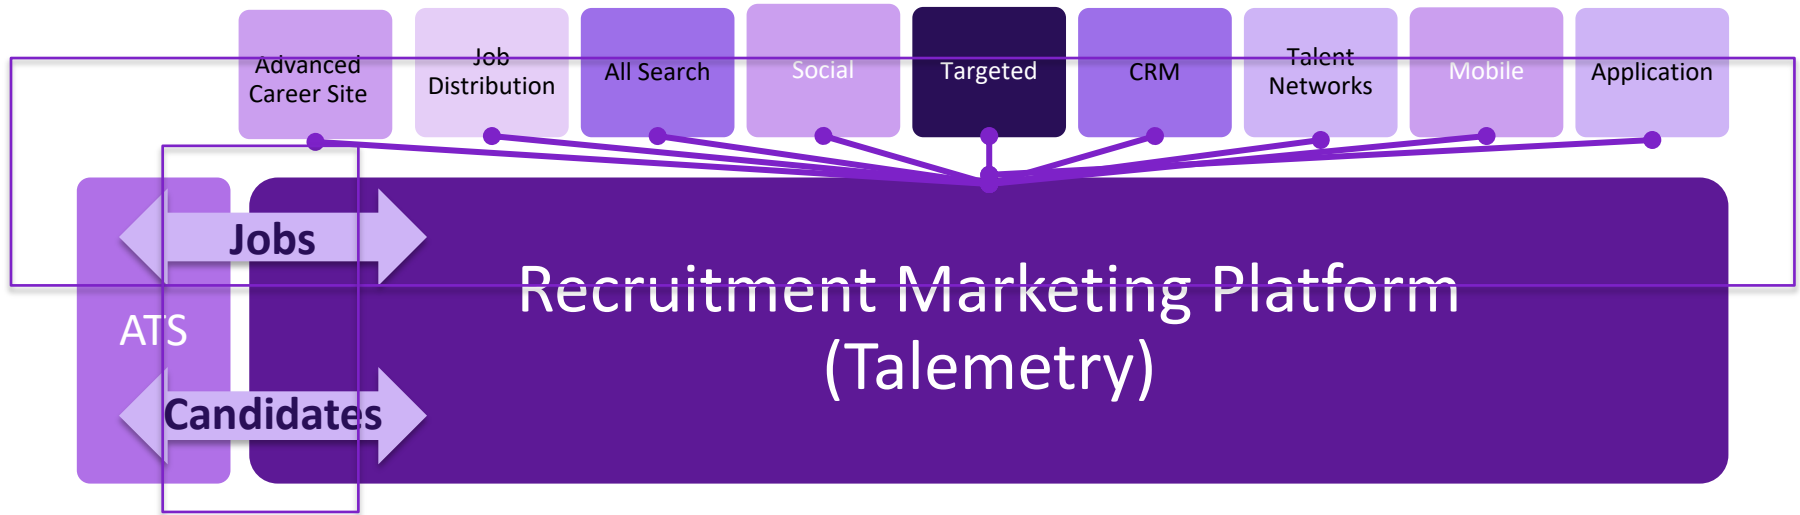 Advanced
Career Site
Job
Distribution
All Search
Social
Targeted
CRM
Talent
Networks
Mobile
Application
Jobs
ATS
Candidates
Recruitment Marketing Platform
(Talemetry)